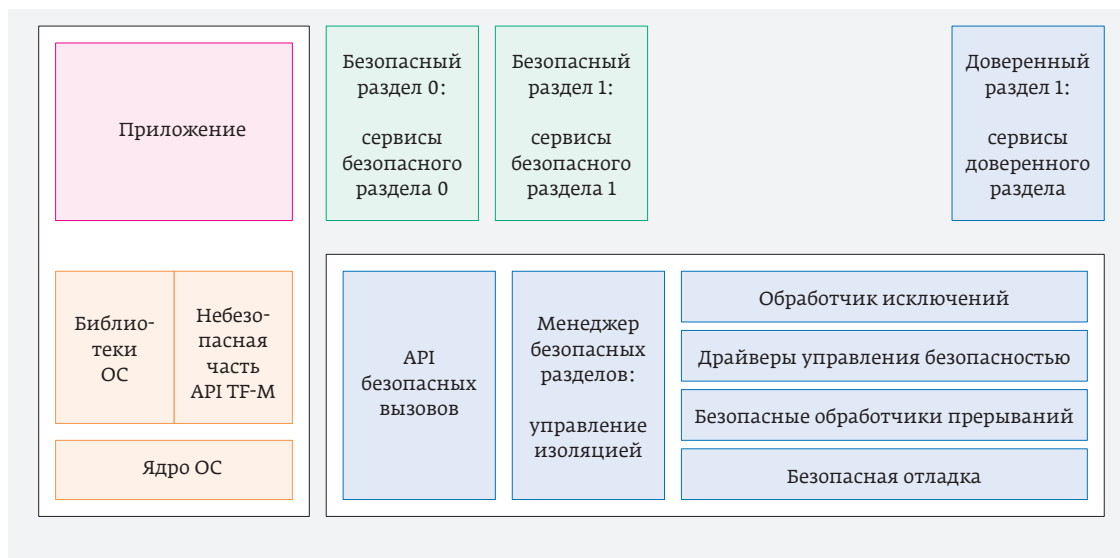 Приложение
Безопасный
раздел 0:
сервисы
безопасного
раздела 0
Безопасный
раздел 1:
сервисы
безопасного
раздела 1
Доверенный
раздел 1:
сервисы
доверенного
раздела
Библио-
теки
ОС
Небезо-
пасная
часть
API TF-M
Ядро ОС
API
безопасных
вызовов
Менеджер
безопасных
разделов:
управление
изоляцией
Обработчик исключений
Драйверы управления безопасностью
Безопасные обработчики прерываний
Безопасная отладка